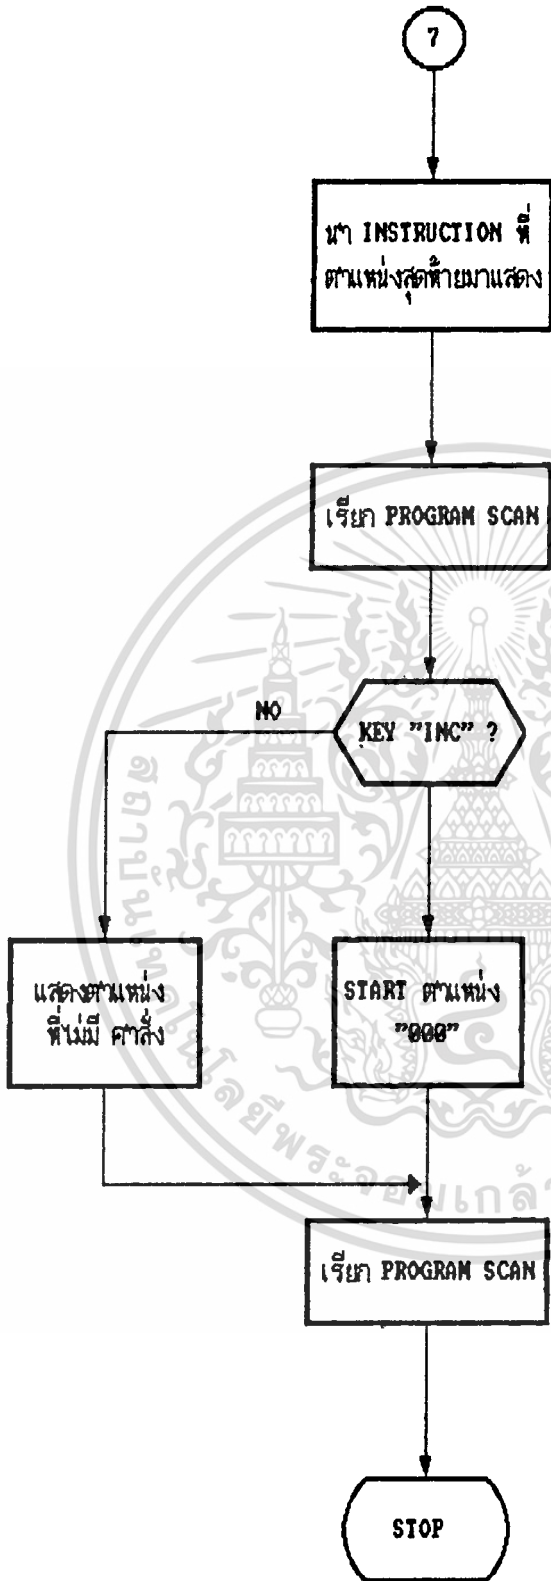 7
นำ INSTRUCTION ที่
ตำแหน่งสุดท้ายมาแสดง
เรียก PROGRAM SCAN
NO
KEY "INC" ?
แสดงตำแหน่ง
ที่ไม่มี คำสั่ง
START ตำแหน่ง
"000"
เรียก PROGRAM SCAN
STOP